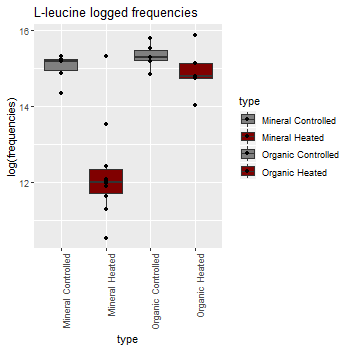 L-leucine logged frequencies
log(frequencies)
16
14
12
Mineral Controlled
Mineral Heated
Organic Controlled
Organic Heated
type
type
Mineral Controlled
Mineral Heated
Organic Controlled
Organic Heated